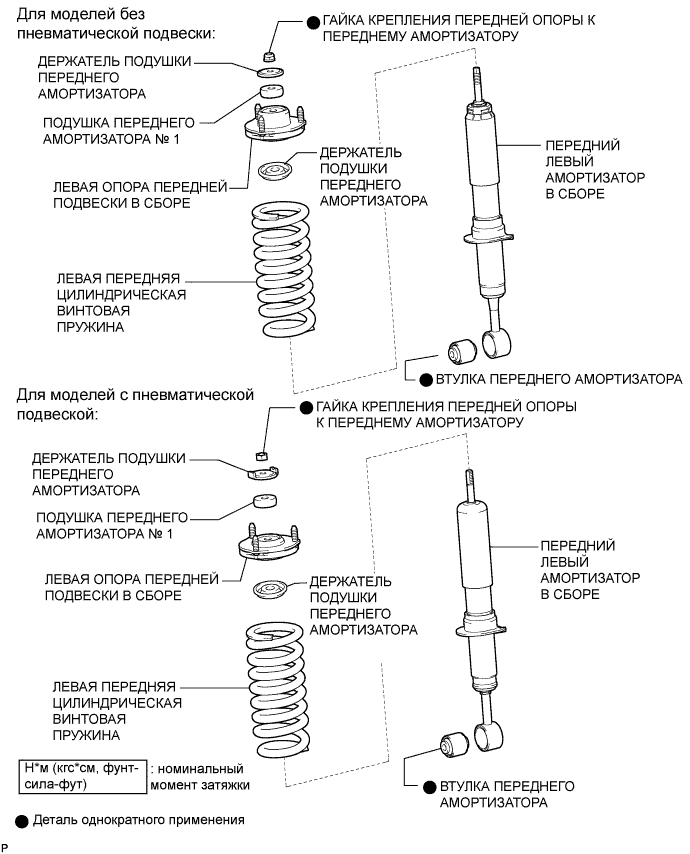 Для моделей без
пневматической подвески:
ГАЙКА КРЕПЛЕНИЯ ПЕРЕДНЕЙ ОПОРЫ К
ПЕРЕДНЕМУ АМОРТИЗАТОРУ
ДЕРЖАТЕЛЬ ПОДУШКИ
ПЕРЕДНЕГО
АМОРТИЗАТОРА
ПОДУШКА ПЕРЕДНЕГО
АМОРТИЗАТОРА № 1
ДЕРЖАТЕЛЬ
ПОДУШКИ
ПЕРЕДНЕГО
АМОРТИЗАТОРА
ПЕРЕДНИЙ
ЛЕВЫЙ
АМОРТИЗАТОР
В СБОРЕ
ЛЕВАЯ ОПОРА ПЕРЕДНЕЙ
ПОДВЕСКИ В СБОРЕ
ЛЕВАЯ ПЕРЕДНЯЯ
ЦИЛИНДРИЧЕСКАЯ
ВИНТОВАЯ
ПРУЖИНА
ВТУЛКА ПЕРЕДНЕГО АМОРТИЗАТОРА
Для моделей с пневматической
подвеской:
ГАЙКА КРЕПЛЕНИЯ ПЕРЕДНЕЙ ОПОРЫ
К ПЕРЕДНЕМУ АМОРТИЗАТОРУ
ДЕРЖАТЕЛЬ ПОДУШКИ
ПЕРЕДНЕГО
АМОРТИЗАТОРА
ПОДУШКА ПЕРЕДНЕГО
АМОРТИЗАТОРА № 1
ПЕРЕДНИЙ
ЛЕВЫЙ
АМОРТИЗАТОР
В СБОРЕ
ЛЕВАЯ ОПОРА ПЕРЕДНЕЙ
ПОДВЕСКИ В СБОРЕ
ДЕРЖАТЕЛЬ
ПОДУШКИ
ПЕРЕДНЕГО
АМОРТИЗАТОРА
ЛЕВАЯ ПЕРЕДНЯЯ
ЦИЛИНДРИЧЕСКАЯ
ВИНТОВАЯ
ПРУЖИНА
ВТУЛКА ПЕРЕДНЕГО
АМОРТИЗАТОРА
Н*м (кгс*см, фунт-
сила-фут)
: номинальный
момент затяжки
Деталь однократного применения
P